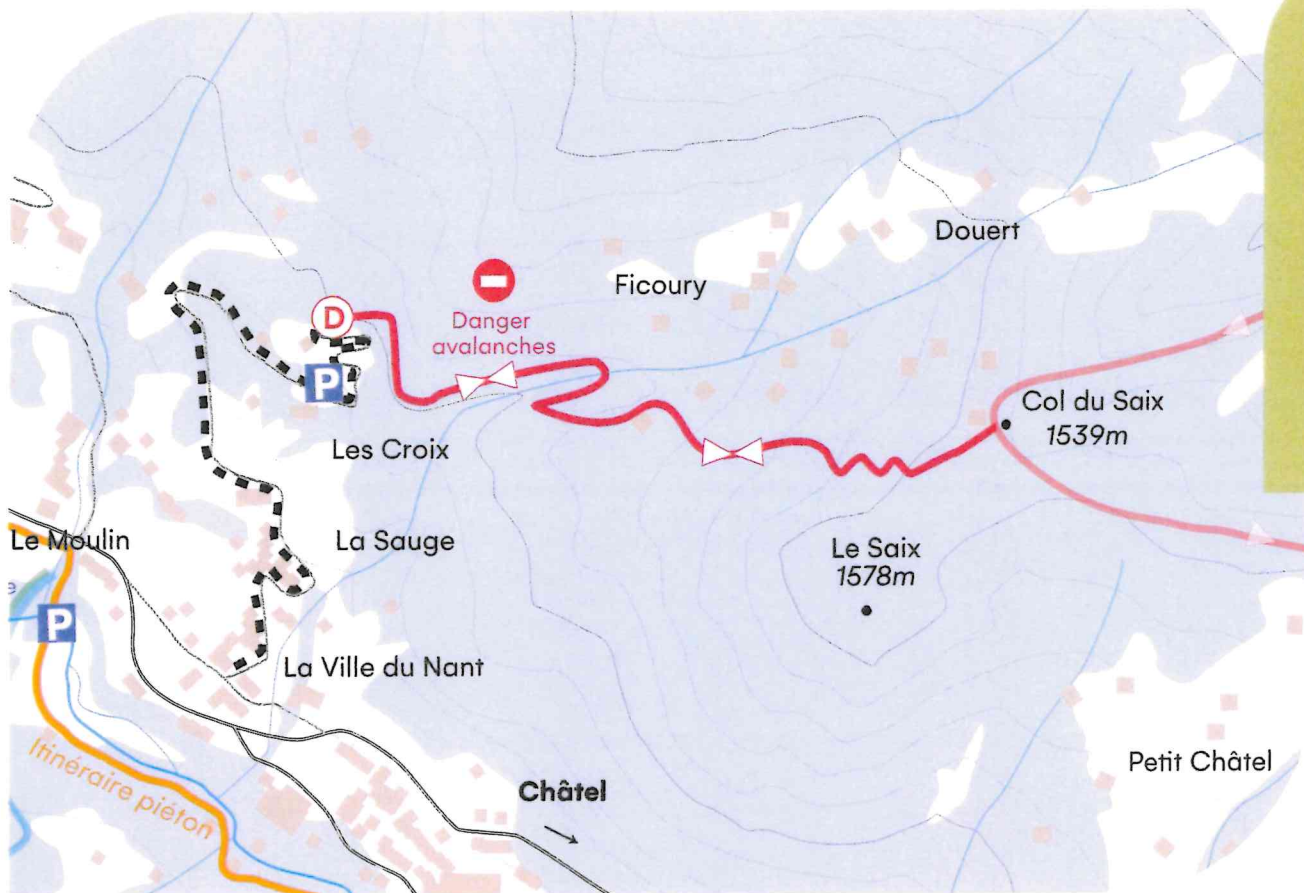 Douert
Ficoury
D
Danger
avalanches
P
Col du Saix
1539m
Les Croix
Le Moulin
La Sauge
Le Saix
1578m
e
P
La Ville du Nant
Itinéraire piéton
Petit Châtel
Châtel